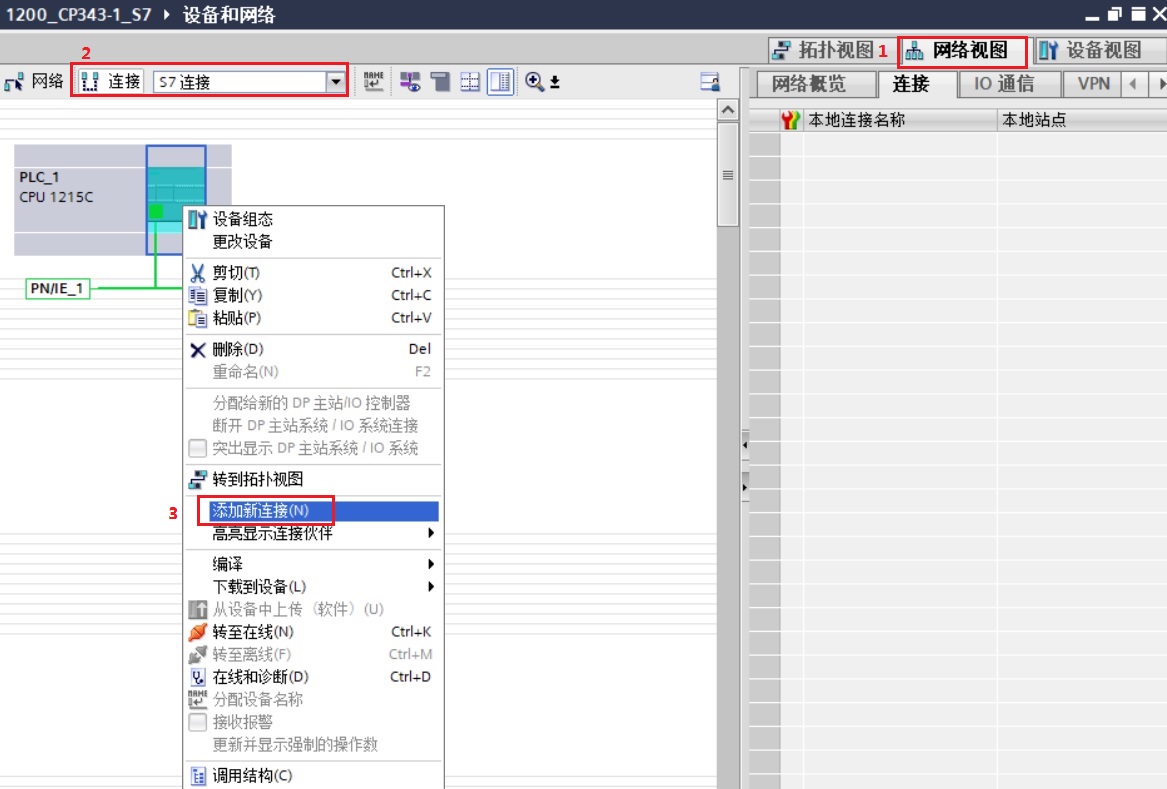 1200_CP343-1_S7 ▸ 设备和网络
拓扑视图 1 网络视图 设备视图
2
网络 连接 S7 连接
网络概览 连接 IO 通信 VPN
本地连接名称 本地站点
PLC_1
CPU 1215C
PN/IE_1
设备组态
更改设备
剪切(T) Ctrl+X
复制(Y) Ctrl+C
粘贴(P) Ctrl+V
删除(D) Del
重命名(N) F2
分配给新的 DP 主站/IO 控制器
断开 DP 主站系统 / IO 系统连接
突出显示 DP 主站系统 / IO 系统
转到拓扑视图
3 添加新连接(N)
高亮显示连接伙伴
编译
下载到设备(L)
从设备中上传（软件）(U)
转至在线(N) Ctrl+K
转至离线(F) Ctrl+M
在线和诊断(D) Ctrl+D
分配设备名称
接收报警
更新并显示强制的操作数
调用结构(C)